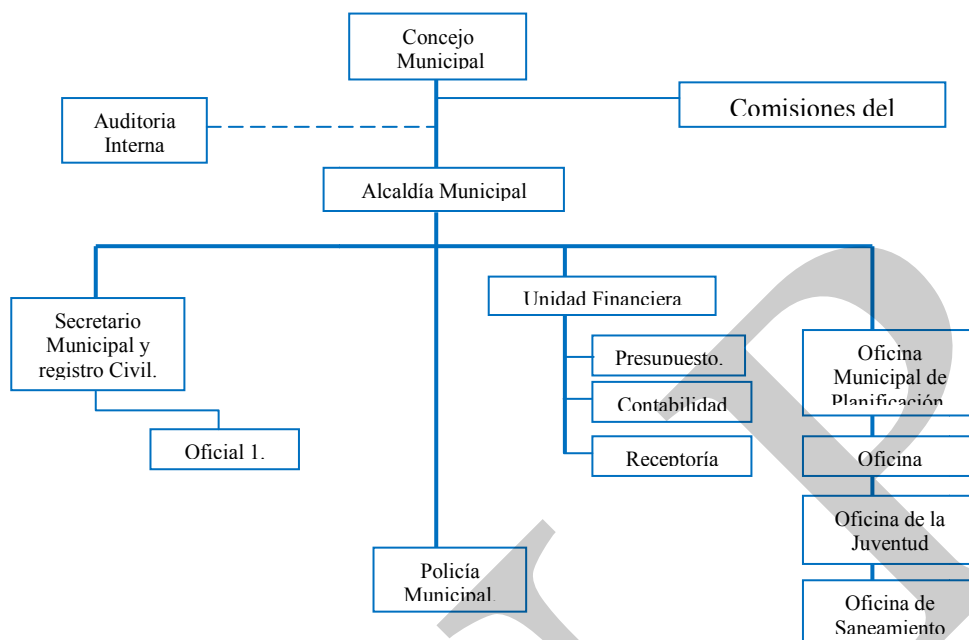 Concejo
Municipal
Auditoria
Interna
Comisiones del
Alcaldía Municipal
Secretario
Municipal y
registro Civil.
Oficial 1.
Unidad Financiera
Presupuesto.
Contabilidad
Receptoría
Oficina
Municipal de
Planificación
Oficina
Oficina de la
Juventud
Oficina de
Saneamiento
Policía
Municipal.